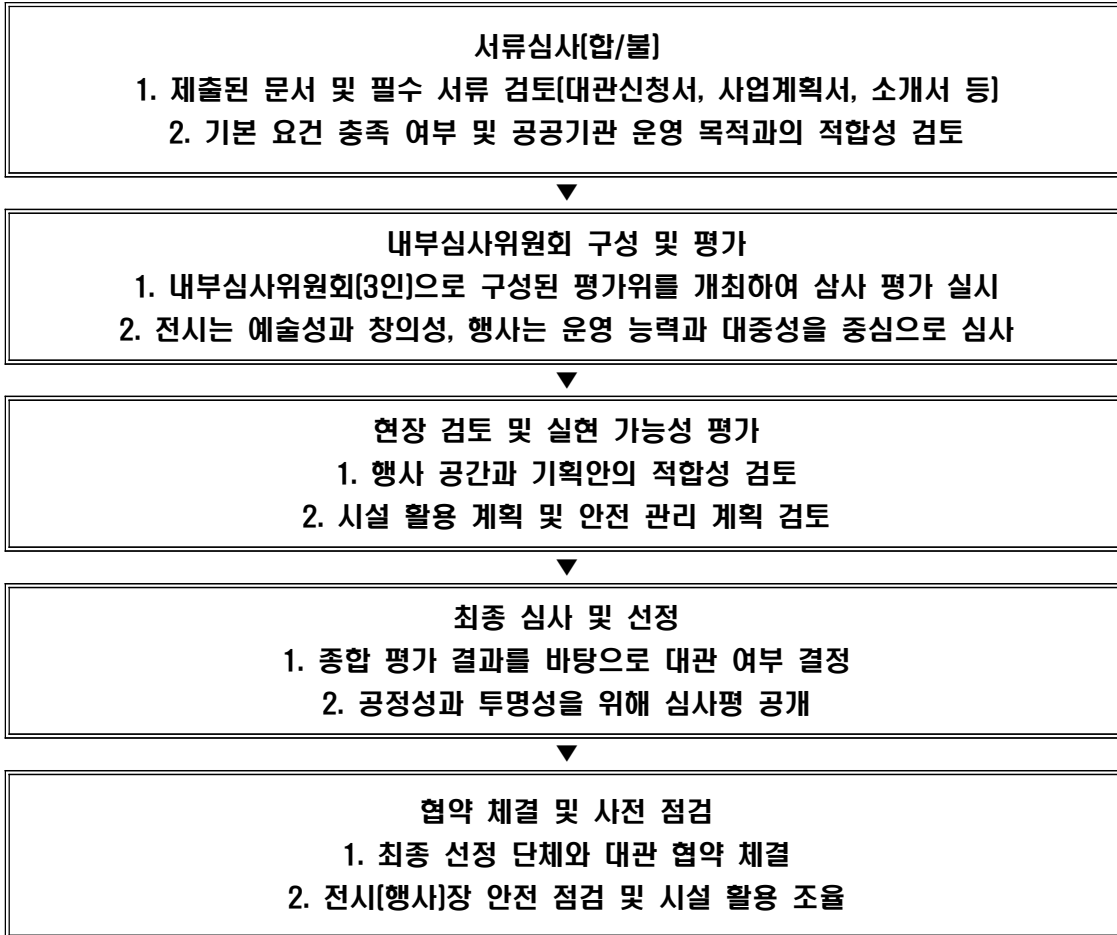 서류심사(합/불)
1. 제출된 문서 및 필수 서류 검토(대관신청서, 사업계획서, 소개서 등)
2. 기본 요건 충족 여부 및 공공기관 운영 목적과의 적합성 검토
▼
내부심사위원회 구성 및 평가
1. 내부심사위원회(3인)으로 구성된 평가위를 개최하여 삼사 평가 실시
2. 전시는 예술성과 창의성, 행사는 운영 능력과 대중성을 중심으로 심사
▼
현장 검토 및 실현 가능성 평가
1. 행사 공간과 기획안의 적합성 검토
2. 시설 활용 계획 및 안전 관리 계획 검토
▼
최종 심사 및 선정
1. 종합 평가 결과를 바탕으로 대관 여부 결정
2. 공정성과 투명성을 위해 심사평 공개
▼
협약 체결 및 사전 점검
1. 최종 선정 단체와 대관 협약 체결
2. 전시(행사)장 안전 점검 및 시설 활용 조율